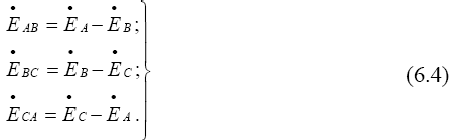 Ė_AB = Ė_A − Ė_B;
Ė_BC = Ė_B − Ė_C; (6.4)
Ė_CA = Ė_C − Ė_A.